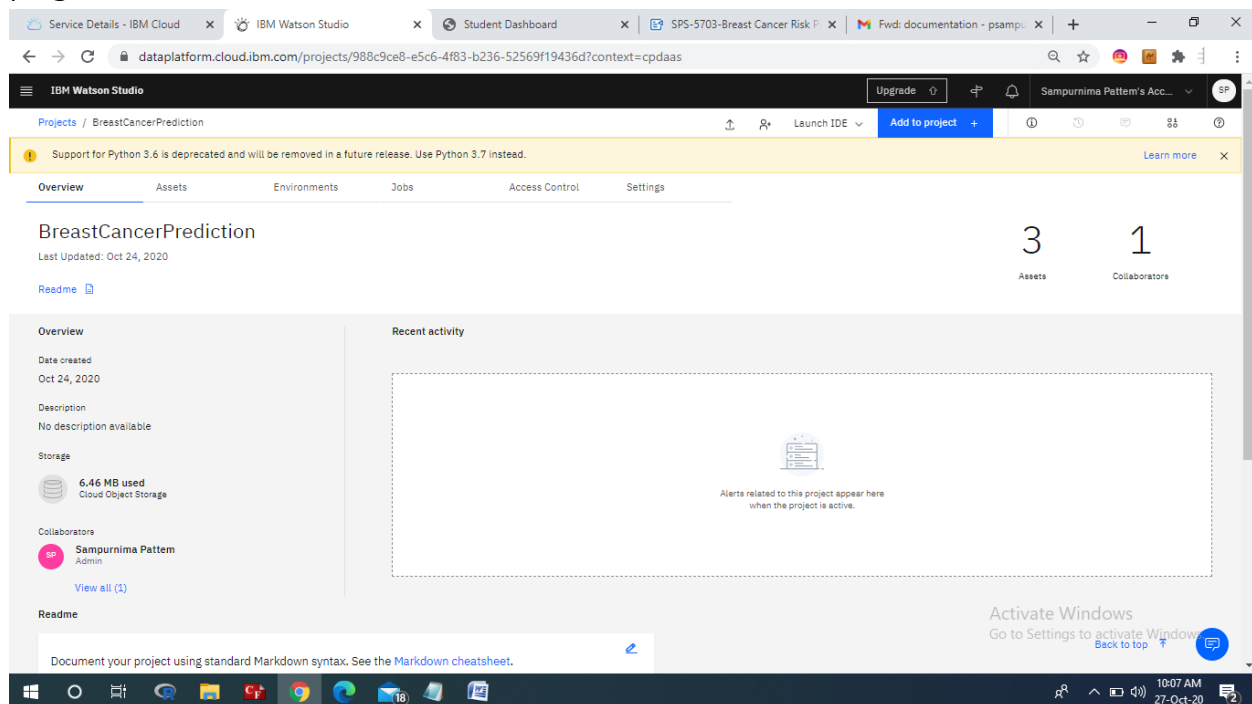 Service Details - IBM Cloud
IBM Watson Studio
Student Dashboard
SPS-5703-Breast Cancer Risk P
Fwd: documentation - psampu
dataplatform.cloud.ibm.com/projects/988c9ce8-e5c6-4f83-b236-52569f19436d?context=cpdaas
IBM Watson Studio
Upgrade
Sampurnima Pattem's Acc...
SP
Projects / BreastCancerPrediction
Launch IDE
Add to project +
Support for Python 3.6 is deprecated and will be removed in a future release. Use Python 3.7 instead.
Learn more
Overview
Assets
Environments
Jobs
Access Control
Settings
BreastCancerPrediction
Last Updated: Oct 24, 2020
Readme
3
Assets
1
Collaborators
Overview
Date created
Oct 24, 2020
Description
No description available
Storage
6.46 MB used
Cloud Object Storage
Collaborators
SP
Sampurnima Pattem
Admin
View all (1)
Recent activity
Alerts related to this project appear here
when the project is active.
Readme
Document your project using standard Markdown syntax. See the Markdown cheatsheet.
Activate Windows
Go to Settings to activate Windows.
Back to top
18
10:07 AM
27-Oct-20
2